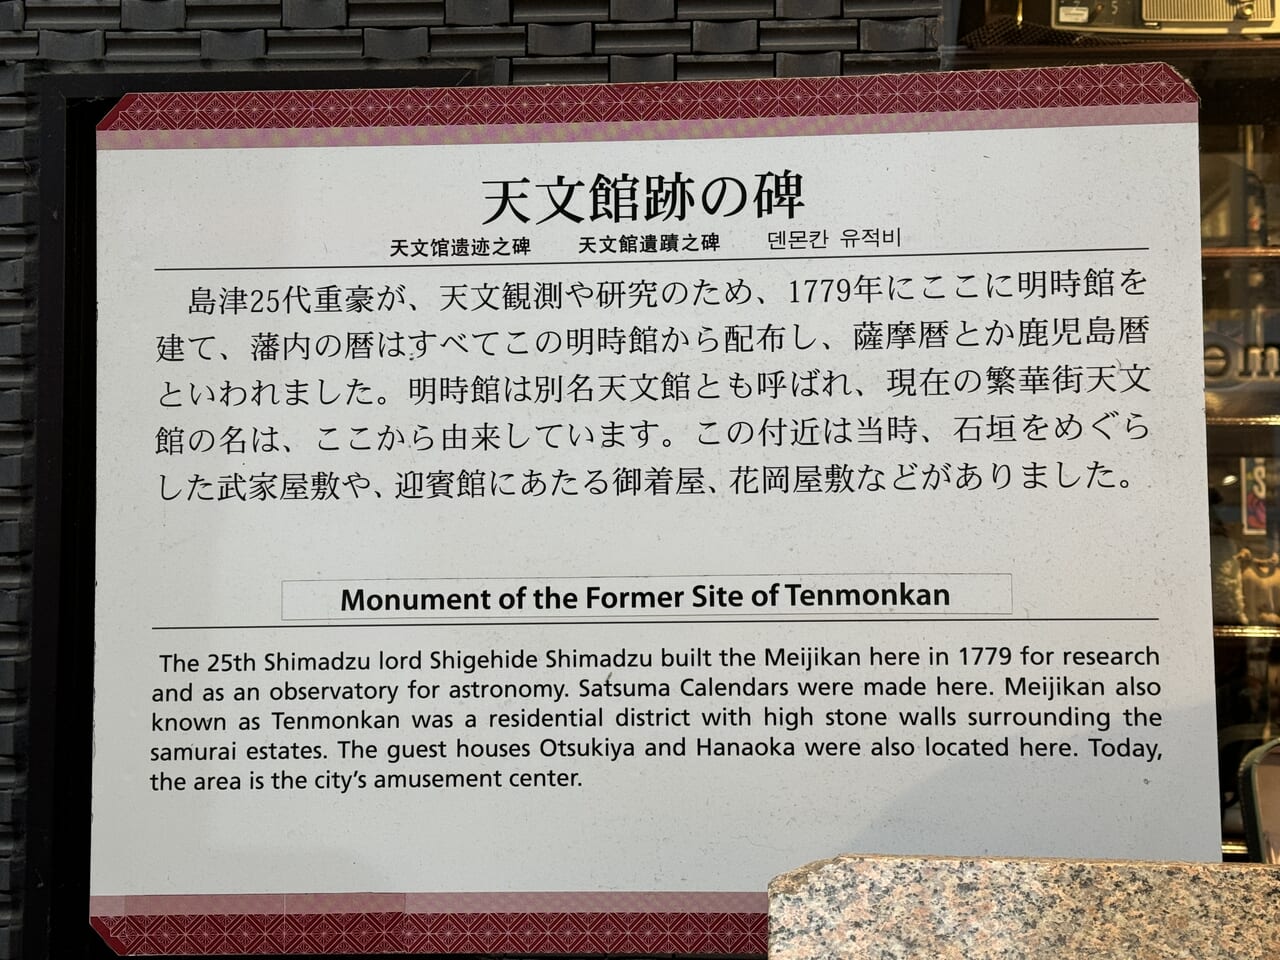 天文館跡の碑
天文馆遗迹之碑 天文館遺蹟之碑 덴몬칸 유적비
島津25代重豪が、天文観測や研究のため、1779年にここに明時館を
建て、藩内の暦はすべてこの明時館から配布し、薩摩暦とか鹿児島暦
といわれました。明時館は別名天文館とも呼ばれ、現在の繁華街天文
館の名は、ここから由来しています。この付近は当時、石垣をめぐら
した武家屋敷や、迎賓館にあたる御着屋、花岡屋敷などがありました。
Monument of the Former Site of Tenmonkan
The 25th Shimadzu lord Shigehide Shimadzu built the Meijikan here in 1779 for research
and as an observatory for astronomy. Satsuma Calendars were made here. Meijikan also
known as Tenmonkan was a residential district with high stone walls surrounding the
samurai estates. The guest houses Otsukiya and Hanaoka were also located here. Today,
the area is the city's amusement center.